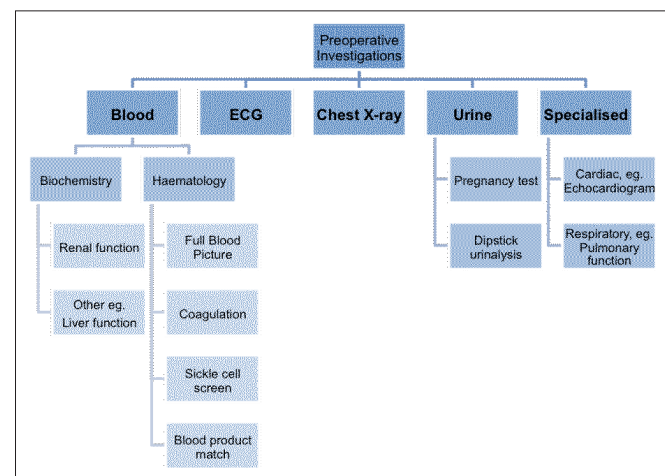 Preoperative
Investigations
Blood
ECG
Chest X-ray
Urine
Specialised
Biochemistry
Haematology
Pregnancy test
Cardiac, eg.
Echocardiogram
Renal function
Full Blood
Picture
Dipstick
urinalysis
Respiratory, eg.
Pulmonary
function
Other eg.
Liver function
Coagulation
Sickle cell
screen
Blood product
match